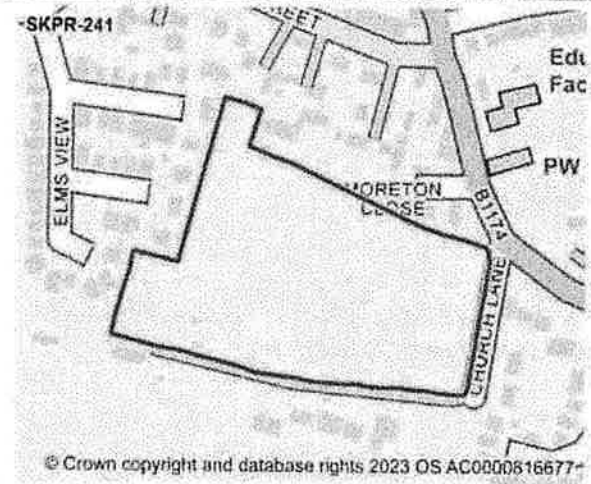 -SKPR-241
REET
Edu
Fac
ELMS VIEW
MORETON
CLOSE
PW
B1174
CHURCH LANE
© Crown copyright and database rights 2023 OS AC0000816677